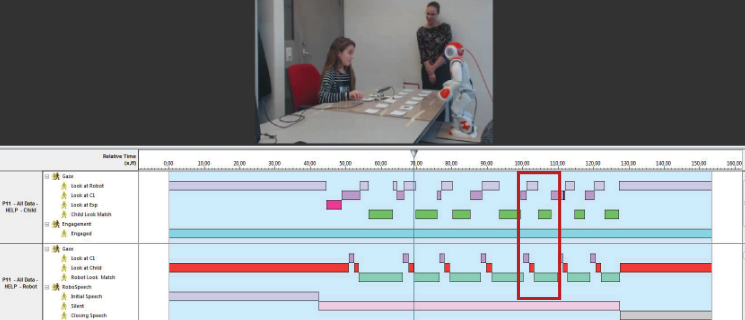 Relative Time
(x,fl)
0,00 10,00 20,00 30,00 40,00 50,00 60,00 70,00 80,00 90,00 100,00 110,00 120,00 130,00 140,00 150,00 160,00
P11 - All Data -
HELP - Child
Gaze
Look at Robot
Look at C1
Look at Exp
Child Look Match
Engagement
Engaged
P11 - All Data -
HELP - Robot
Gaze
Look at C1
Look at Child
Robot Look Match
RoboSpeech
Initial Speech
Silent
Closing Speech